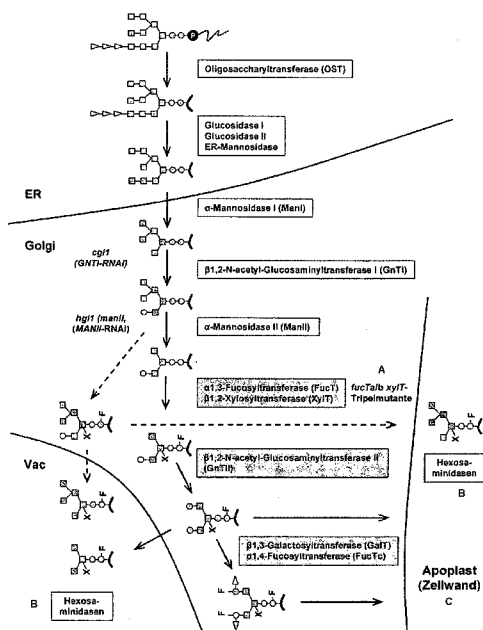 P
Oligosaccharyltransferase (OST)
Glucosidase I
Glucosidase II
ER-Mannosidase
ER
α-Mannosidase I (ManI)
Golgi
cgl1
(GNTI-RNAi)
β1,2-N-acetyl-Glucosaminyltransferase I (GnTI)
hgl1 (manII,
(MANII-RNAi)
α-Mannosidase II (ManII)
A
α1,3-Fucosyltransferase (FucT)
β1,2-Xylosyltransferase (XylT)
fucTa/b xylT-
Tripelmutante
F
X
F
X
Hexosa-
minidasen
B
Vac
β1,2-N-acetyl-Glucosaminyltransferase II
(GnTII)
F
X
F
X
F
X
F
X
β1,3-Galactosyltransferase (GalT)
α1,4-Fucosyltransferase (FucTc)
Apoplast
(Zellwand)
C
B
Hexosa-
minidasen
F
F
F
X